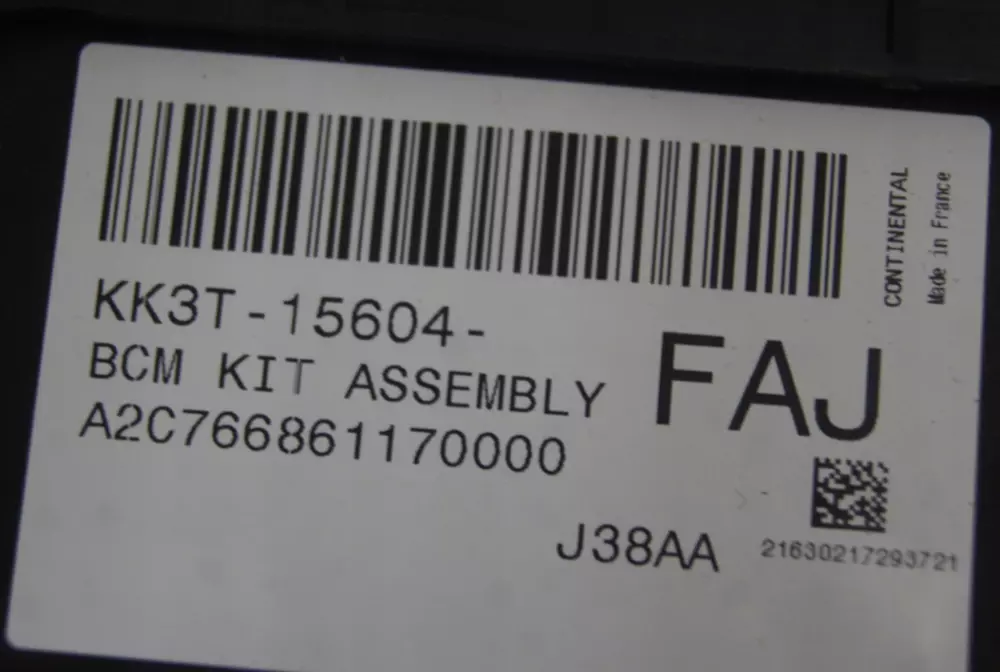 CONTINENTAL
Made in France
KK3T-15604-
FAJ
BCM KIT ASSEMBLY
A2C766861170000
J38AA
21630217293721